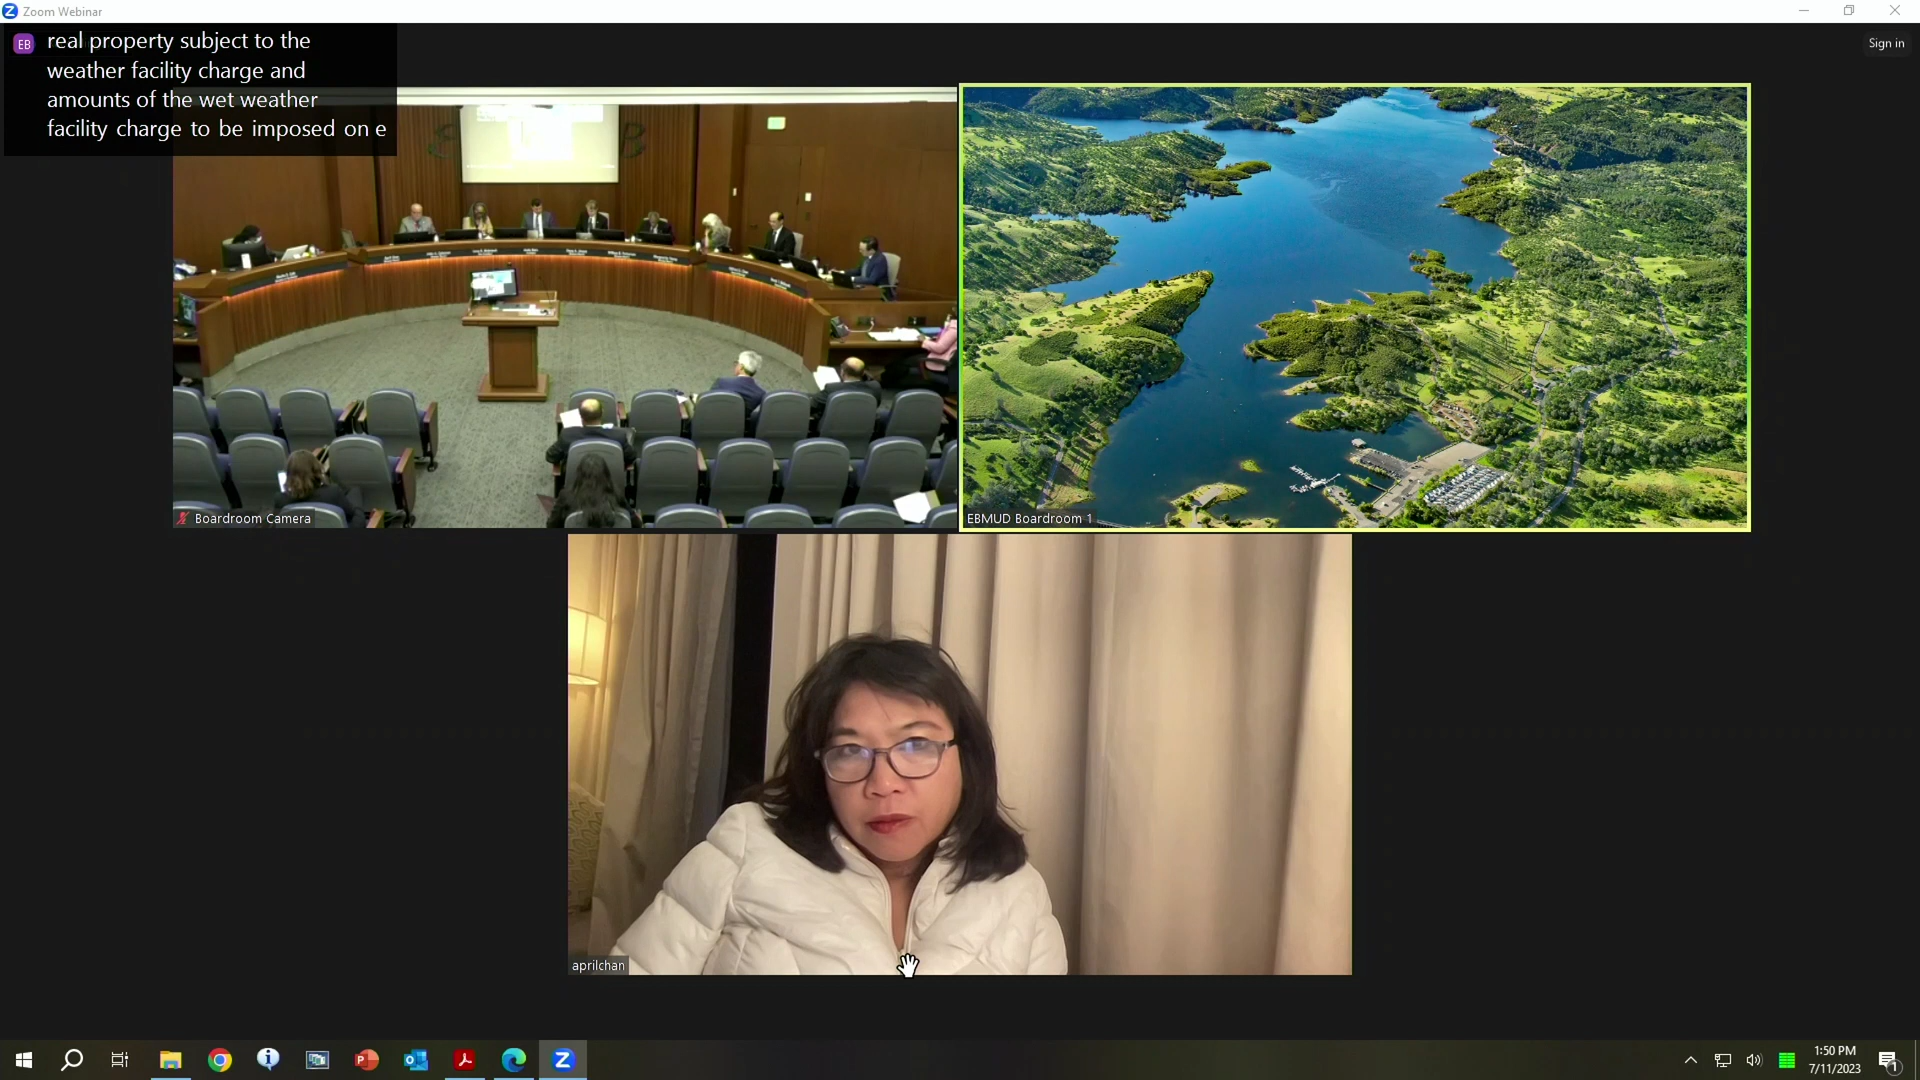 Zoom Webinar
EB
real property subject to the
weather facility charge and
amounts of the wet weather
facility charge to be imposed on e
Sign in
Boardroom Camera
EBMUD Boardroom 1
aprilchan
1:50 PM
7/11/2023
1